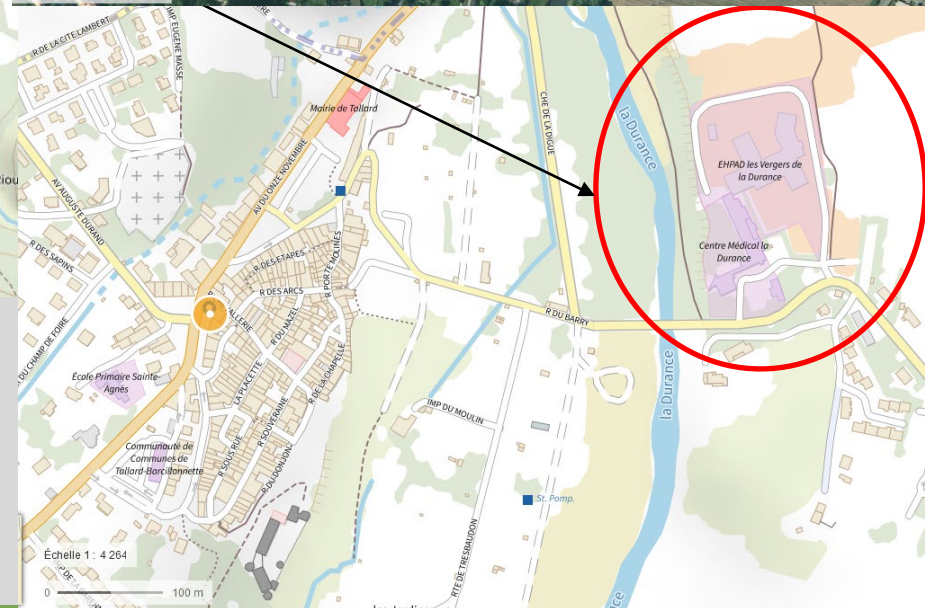 R DE LA CITE LAMBERT
IMP EUGENE MASSE
Mairie de Tallard
CHE DE LA DIGUE
la Durance
EHPAD les Vergers de
la Durance
Centre Médical la
Durance
AV DU ONZE NOVEMBRE
AV AUGUSTE DURAND
R DES SAPINS
R DES ETAPES
R PORTE MOLINES
R DES ARCS
R DU MAZEL
R DU BARRY
DU CHAMP DE FOIRE
École Primaire Sainte-
Agnès
LA PLACETTE
R DE LA CHAPELLE
la Durance
IMP DU MOULIN
R SOUVERAINE
R SOUS RUE
R DU DONJON
Communauté de
Communes de
Tallard-Barcillonnette
St. Pomp.
RTE DE TRESBAUDON
Échelle 1 : 4 264
0 100 m